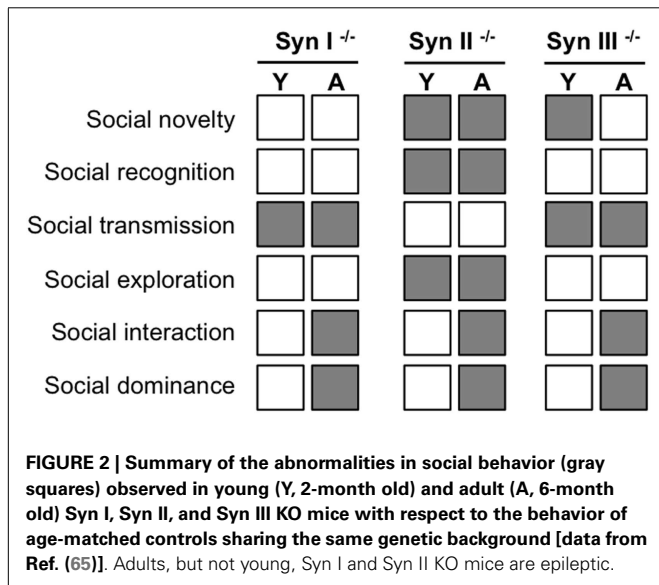 Syn I -/- Syn II -/- Syn III -/-
Y A Y A Y A
Social novelty
Social recognition
Social transmission
Social exploration
Social interaction
Social dominance
FIGURE 2 | Summary of the abnormalities in social behavior (gray
squares) observed in young (Y, 2-month old) and adult (A, 6-month
old) Syn I, Syn II, and Syn III KO mice with respect to the behavior of
age-matched controls sharing the same genetic background [data from
Ref. (65)]. Adults, but not young, Syn I and Syn II KO mice are epileptic.